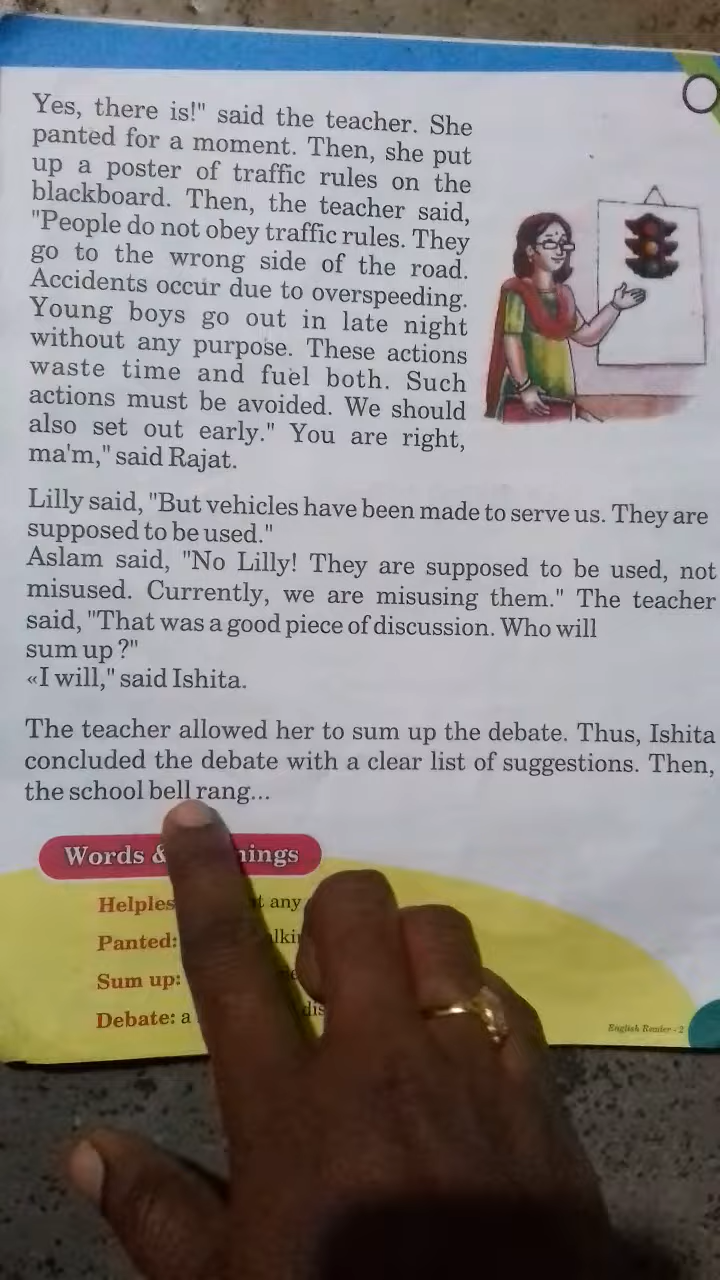 Yes, there is!" said the teacher. She
panted for a moment. Then, she put
up a poster of traffic rules on the
blackboard. Then, the teacher said,
"People do not obey traffic rules. They
go to the wrong side of the road.
Accidents occur due to overspeeding.
Young boys go out in late night
without any purpose. These actions
waste time and fuel both. Such
actions must be avoided. We should
also set out early." You are right,
ma'm," said Rajat.
Lilly said, "But vehicles have been made to serve us. They are
supposed to be used."
Aslam said, "No Lilly! They are supposed to be used, not
misused. Currently, we are misusing them." The teacher
said, "That was a good piece of discussion. Who will
sum up ?"
«I will," said Ishita.
The teacher allowed her to sum up the debate. Thus, Ishita
concluded the debate with a clear list of suggestions. Then,
the school bell rang...
Words &
any
Panted:
Sum up:
Debate: a
English Reader - 2